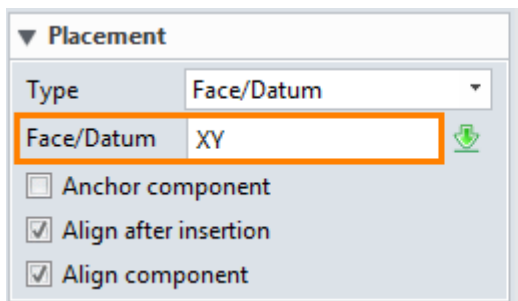 Placement
Type Face/Datum
Face/Datum XY
Anchor component
Align after insertion
Align component